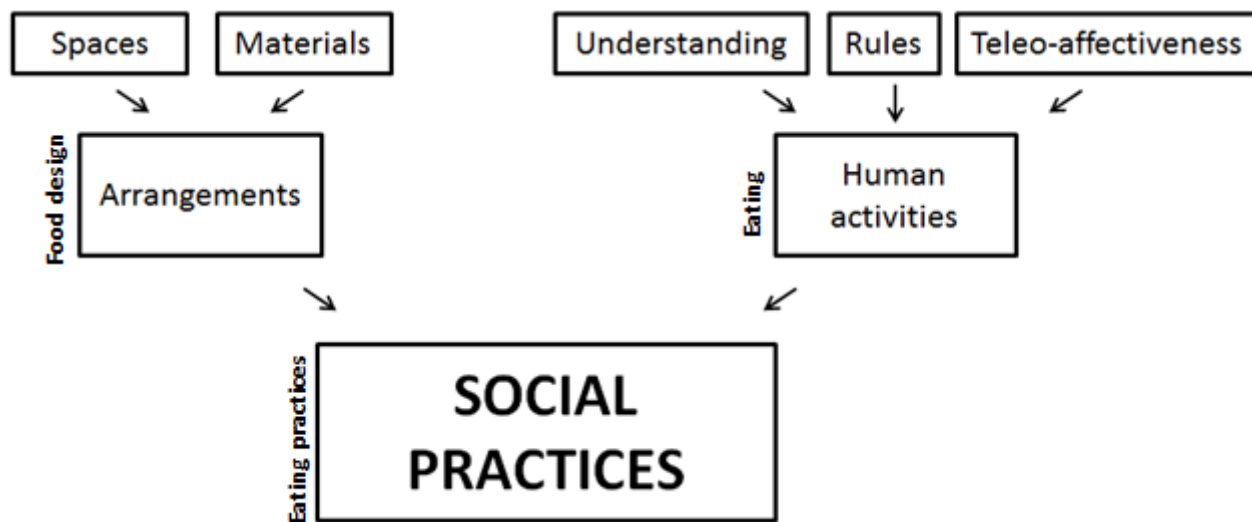 Spaces
Materials
Understanding
Rules
Teleo-affectiveness
Food design
Arrangements
Eating
Human
activities
Eating practices
SOCIAL
PRACTICES